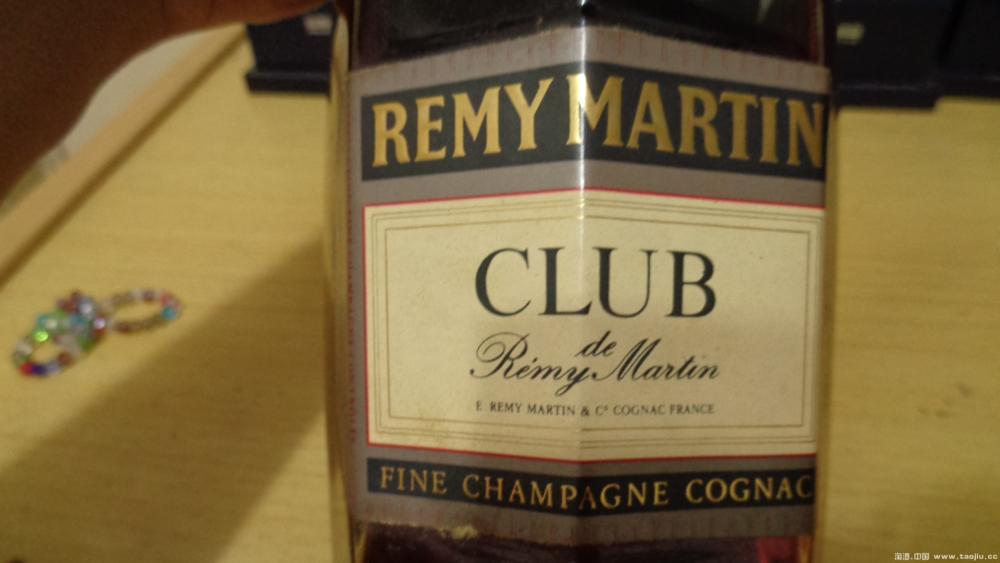 REMY MARTIN
CLUB
de
Rémy Martin
E. REMY MARTIN & Cº COGNAC FRANCE
FINE CHAMPAGNE COGNAC
淘酒.中国 www.taojiu.cc